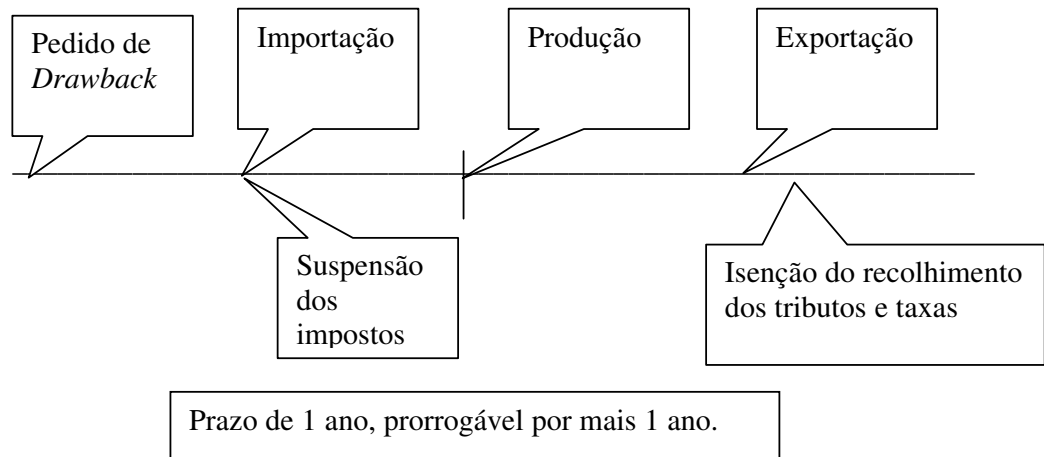 Pedido de
Drawback
Importação
Produção
Exportação
Suspensão
dos
impostos
Isenção do recolhimento
dos tributos e taxas
Prazo de 1 ano, prorrogável por mais 1 ano.